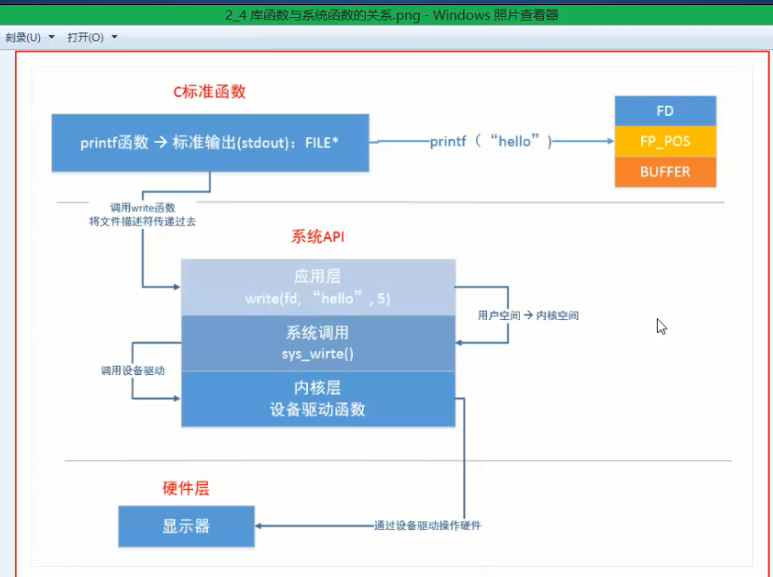 2_4 库函数与系统函数的关系.png - Windows 照片查看器
刻录(U) 打开(O)
C标准函数
printf函数 → 标准输出(stdout)：FILE*
printf（“hello”)
FD
FP_POS
BUFFER
调用write函数
将文件描述符传递过去
系统API
应用层
write(fd, “hello”, 5)
用户空间 → 内核空间
系统调用
sys_wirte()
调用设备驱动
内核层
设备驱动函数
硬件层
显示器
通过设备驱动操作硬件